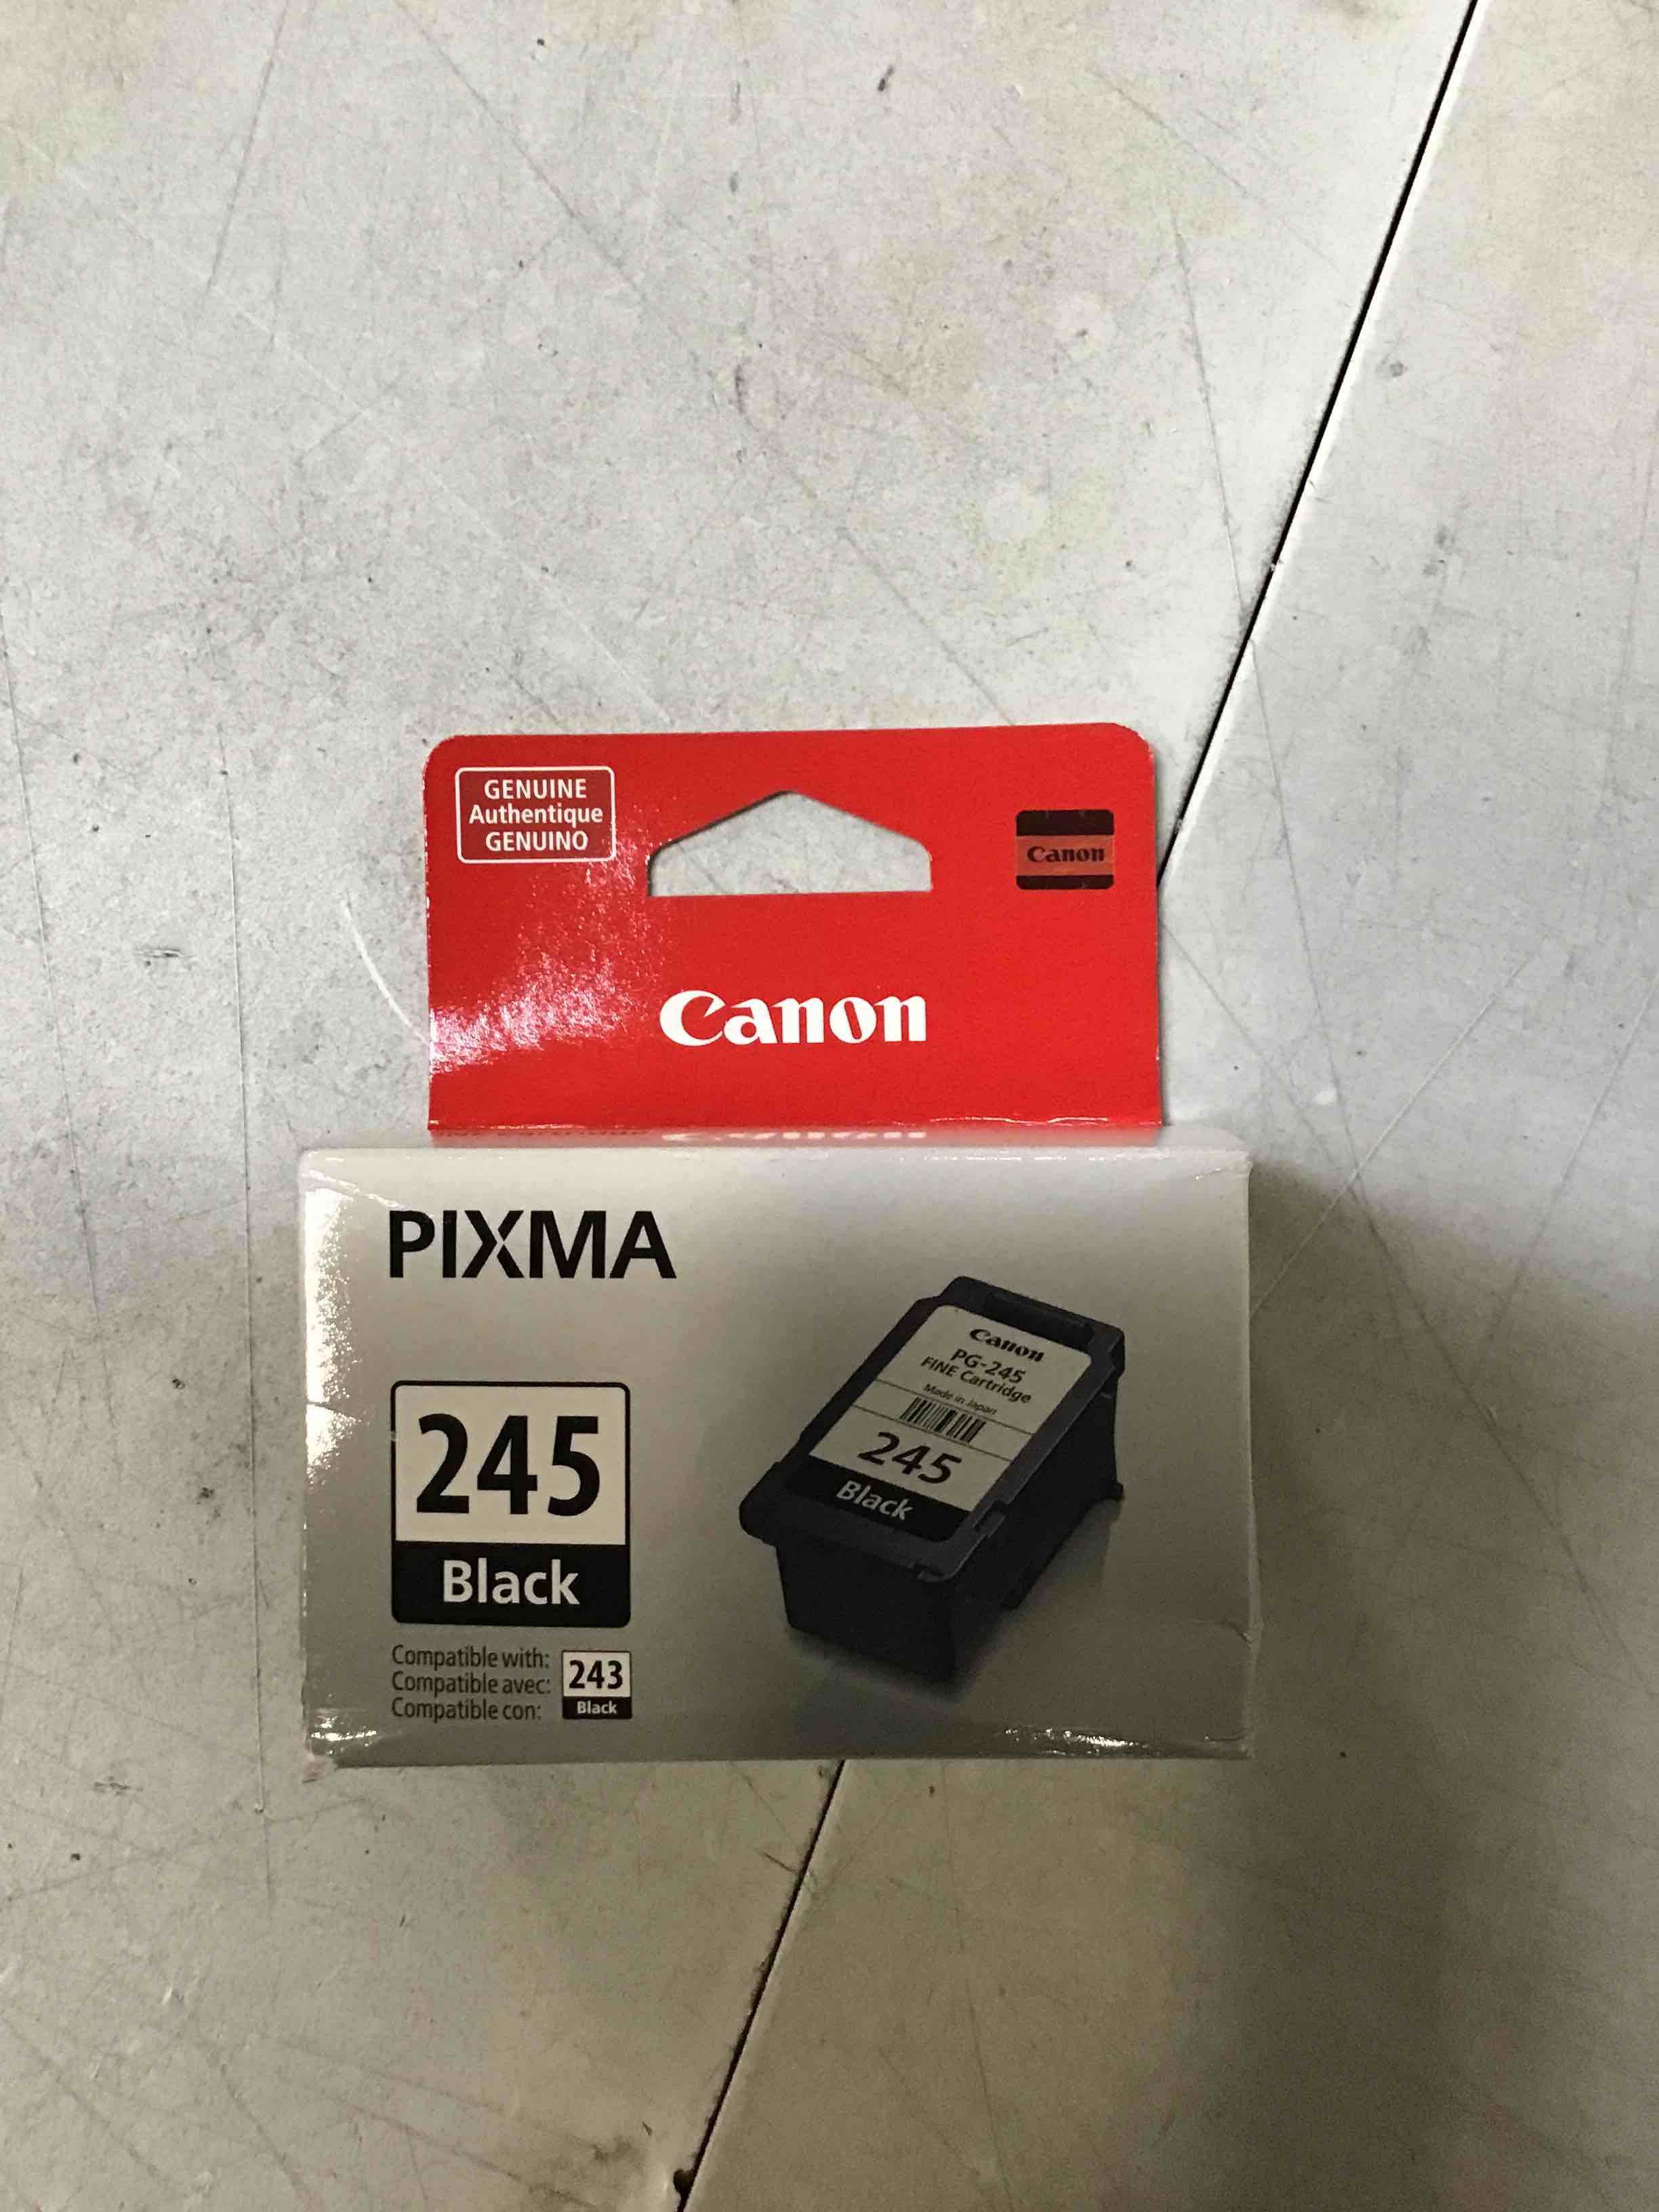 GENUINE
Authentique
GENUINO
Canon
Canon
PIXMA
Canon
PG-245
FINE Cartridge
Made in Japan
245
Black
245
Black
Compatible with:
Compatible avec:
Compatible con:
243
Black